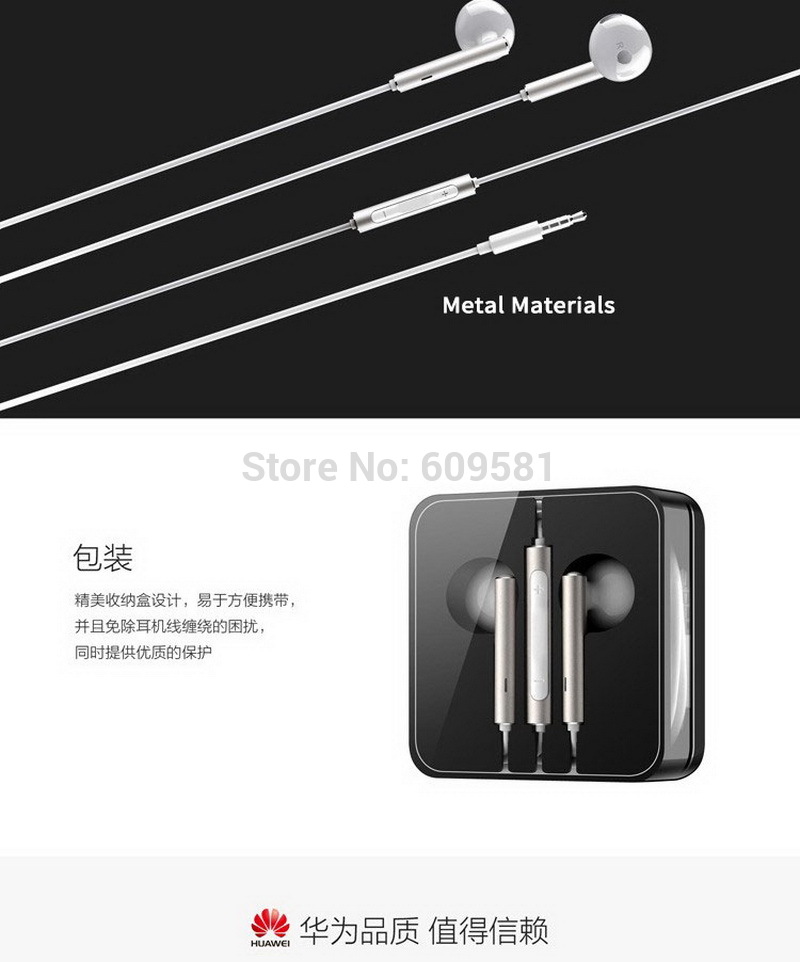 R
Metal Materials
Store No: 609581
包装
精美收纳盒设计，易于方便携带，
并且免除耳机线缠绕的困扰，
同时提供优质的保护
HUAWEI 华为品质 值得信赖